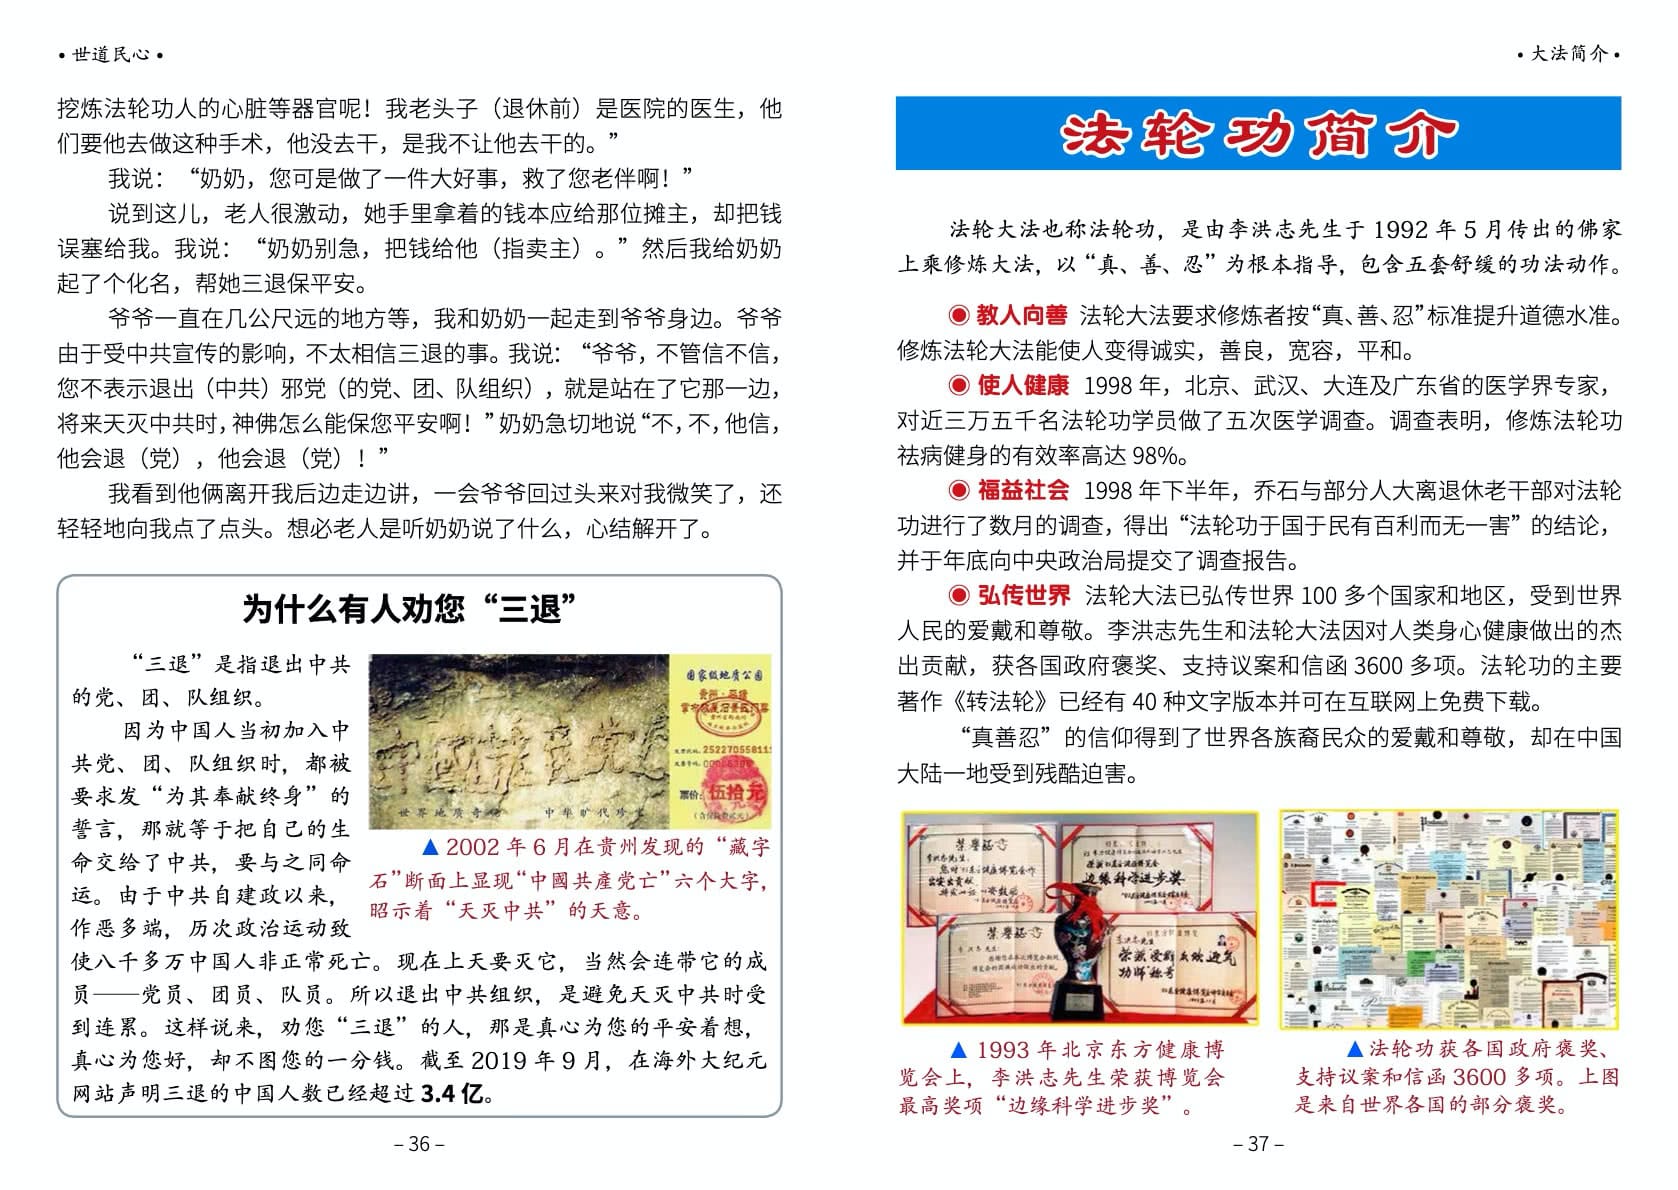 • 世道民心 •
挖炼法轮功人的心脏等器官呢！我老头子（退休前）是医院的医生，他
们要他去做这种手术，他没去干，是我不让他去干的。”
我说：“奶奶，您可是做了一件大好事，救了您老伴啊！”
说到这儿，老人很激动，她手里拿着的钱本应给那位摊主，却把钱
误塞给我。我说：“奶奶别急，把钱给他（指卖主）。”然后我给奶奶
起了个化名，帮她三退保平安。
爷爷一直在几公尺远的地方等，我和奶奶一起走到爷爷身边。爷爷
由于受中共宣传的影响，不太相信三退的事。我说：“爷爷，不管信不信，
您不表示退出（中共）邪党（的党、团、队组织），就是站在了它那一边，
将来天灭中共时，神佛怎么能保您平安啊！”奶奶急切地说“不，不，他信，
他会退（党），他会退（党）！”
我看到他俩离开我后边走边讲，一会爷爷回过头来对我微笑了，还
轻轻地向我点了点头。想必老人是听奶奶说了什么，心结解开了。
为什么有人劝您“三退”
“三退”是指退出中共
的党、团、队组织。
因为中国人当初加入中
共党、团、队组织时，都被
要求发“为其奉献终身”的
誓言，那就等于把自己的生
命交给了中共，要与之同命
运。由于中共自建政以来，
作恶多端，历次政治运动致
使八千多万中国人非正常死亡。现在上天要灭它，当然会连带它的成
员——党员、团员、队员。所以退出中共组织，是避免天灭中共时受
到连累。这样说来，劝您“三退”的人，那是真心为您的平安着想，
真心为您好，却不图您的一分钱。截至 2019 年 9 月，在海外大纪元
网站声明三退的中国人数已经超过 3.4 亿。
国家级地质公园
贵州·平塘
票价：伍拾元
世界地质奇观 中华旷代珍
▲ 2002 年 6 月在贵州发现的“藏字
石”断面上显现“中國共產党亡”六个大字，
昭示着“天灭中共”的天意。
– 36 –
• 大法简介 •
法轮功简介
法轮大法也称法轮功，是由李洪志先生于 1992 年 5 月传出的佛家
上乘修炼大法，以“真、善、忍”为根本指导，包含五套舒缓的功法动作。
◉ 教人向善 法轮大法要求修炼者按“真、善、忍”标准提升道德水准。
修炼法轮大法能使人变得诚实，善良，宽容，平和。
◉ 使人健康 1998 年，北京、武汉、大连及广东省的医学界专家，
对近三万五千名法轮功学员做了五次医学调查。调查表明，修炼法轮功
祛病健身的有效率高达 98%。
◉ 福益社会 1998 年下半年，乔石与部分人大离退休老干部对法轮
功进行了数月的调查，得出“法轮功于国于民有百利而无一害”的结论，
并于年底向中央政治局提交了调查报告。
◉ 弘传世界 法轮大法已弘传世界 100 多个国家和地区，受到世界
人民的爱戴和尊敬。李洪志先生和法轮大法因对人类身心健康做出的杰
出贡献，获各国政府褒奖、支持议案和信函 3600 多项。法轮功的主要
著作《转法轮》已经有 40 种文字版本并可在互联网上免费下载。
“真善忍”的信仰得到了世界各族裔民众的爱戴和尊敬，却在中国
大陆一地受到残酷迫害。
荣誉证
李洪志先生：
边缘科学进步奖
荣誉证
▲ 1993 年北京东方健康博
览会上，李洪志先生荣获博览会
最高奖项“边缘科学进步奖”。
▲法轮功获各国政府褒奖、
支持议案和信函 3600 多项。上图
是来自世界各国的部分褒奖。
– 37 –